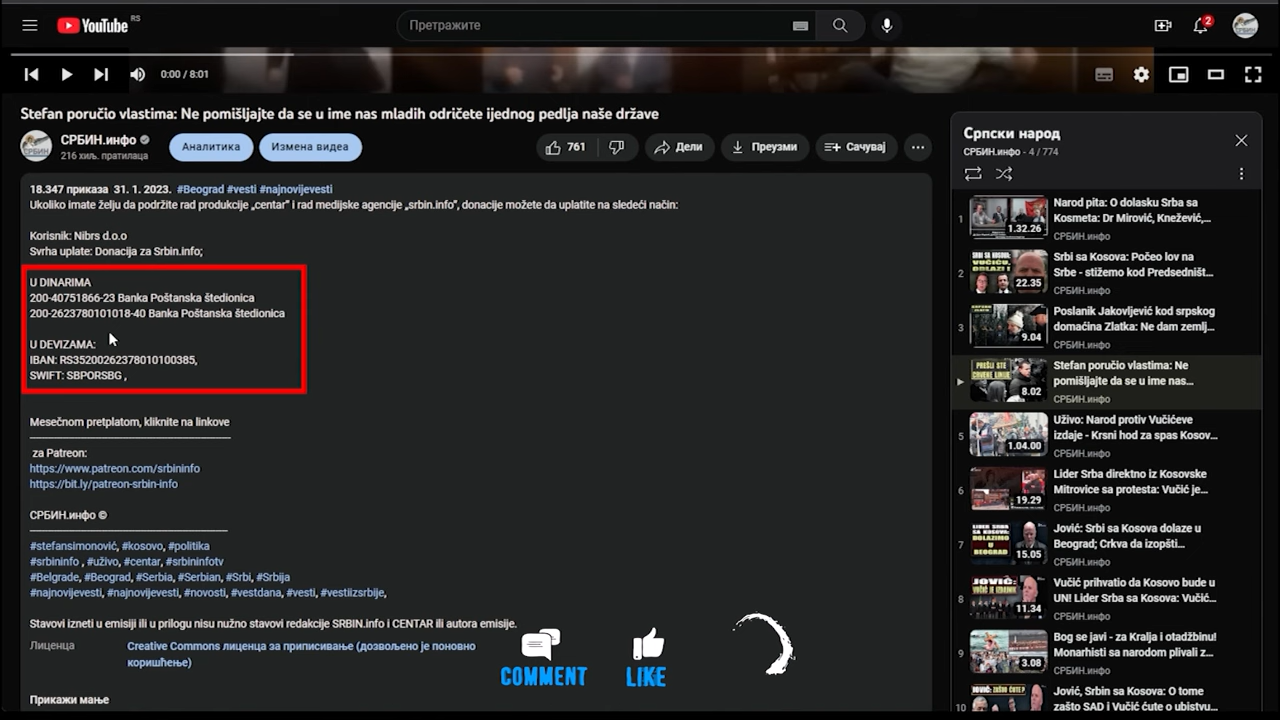 YouTube RS
Претражите
2
0:00 / 8:01
Stefan poručio vlastima: Ne pomišljajte da se u ime nas mladih odričete ijednog pedlja naše države
СРБИН.инфо
216 хиљ. пратилаца
Аналитика
Измена видеа
761
Дели
Преузми
Сачувај
18.347 приказа 31. 1. 2023. #Beograd #vesti #najnovijevesti
Ukoliko imate želju da podržite rad produkcije „centar“ i rad medijske agencije „srbin.info“, donacije možete da uplatite na sledeći način:
Korisnik: Nibrs d.o.o
Svrha uplate: Donacija za Srbin.info;
U DINARIMA
200-40751866-23 Banka Poštanska štedionica
200-2623780101018-40 Banka Poštanska štedionica
U DEVIZAMA:
IBAN: RS35200262378010100385,
SWIFT: SBPORSBG ,
Mesečnom pretplatom, kliknite na linkove
za Patreon:
https://www.patreon.com/srbininfo
https://bit.ly/patreon-srbin-info
СРБИН.инфо ©
#stefansimonović, #kosovo, #politika
#srbininfo , #uživo, #centar, #srbininfotv
#Belgrade, #Beograd, #Serbia, #Serbian, #Srbi, #Srbija
#najnovijevesti, #najnovijevesti, #novosti, #vestdana, #vesti, #vestiizsrbije,
Stavovi izneti u emisiji ili u prilogu nisu nužno stavovi redakcije SRBIN.info i CENTAR ili autora emisije.
Лиценца
Creative Commons лиценца за приписивање (дозвољено је поновно
коришћење)
Прикажи мање
COMMENT
LIKE
Српски народ
СРБИН.инфо - 4 / 774
1
1.32.26
Narod pita: O dolasku Srba sa
Kosmeta: Dr Mirović, Knežević,...
СРБИН.инфо
2
22.35
Srbi sa Kosova: Počeo lov na
Srbe - stižemo kod Predsedništ...
СРБИН.инфо
3
9.04
Poslanik Jakovljević kod srpskog
domaćina Zlatka: Ne dam zemlj...
СРБИН.инфо
PREŠLI STE
CRVENE LINIJE
8.02
Stefan poručio vlastima: Ne
pomišljajte da se u ime nas...
СРБИН.инфо
5
1.04.00
Uživo: Narod protiv Vučićeve
izdaje - Krsni hod za spas Kosov...
СРБИН.инфо
6
19.29
Lider Srba direktno iz Kosovske
Mitrovice sa protesta: Vučić je...
СРБИН.инфо
7
15.05
Jović: Srbi sa Kosova dolaze u
Beograd; Crkva da izopšti...
СРБИН.инфо
8
11.34
Vučić prihvatio da Kosovo bude u
UN! Lider Srba sa Kosova: Vučić...
СРБИН.инфо
9
3.08
Bog se javi - za Kralja i otadžbinu!
Monarhisti sa narodom plivali z...
СРБИН.инфо
10
Jović, Srbin sa Kosova: O tome
zašto SAD i Vučić ćute o ubistvu...